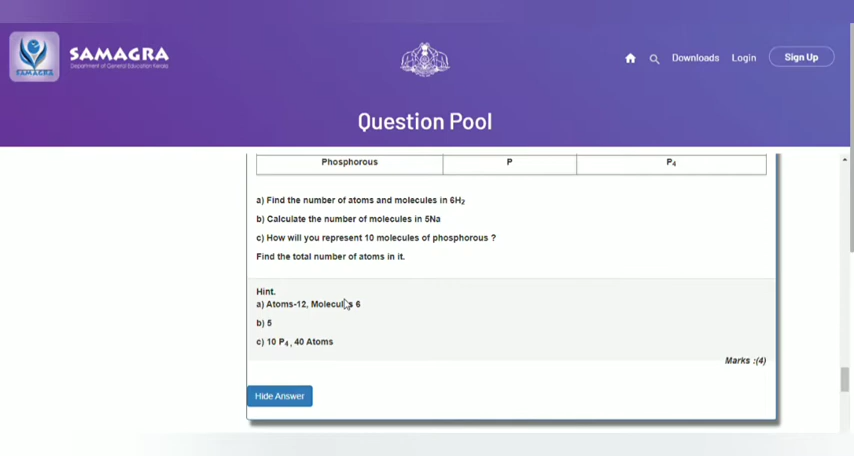 SAMAGRA
Department of General Education Kerala
SAMAGRA
Downloads
Login
Sign Up
Question Pool
Phosphorous P P4
a) Find the number of atoms and molecules in 6H2
b) Calculate the number of molecules in 5Na
c) How will you represent 10 molecules of phosphorous ?
Find the total number of atoms in it.
Hint.
a) Atoms-12, Molecules 6
b) 5
c) 10 P4 , 40 Atoms
Marks :(4)
Hide Answer